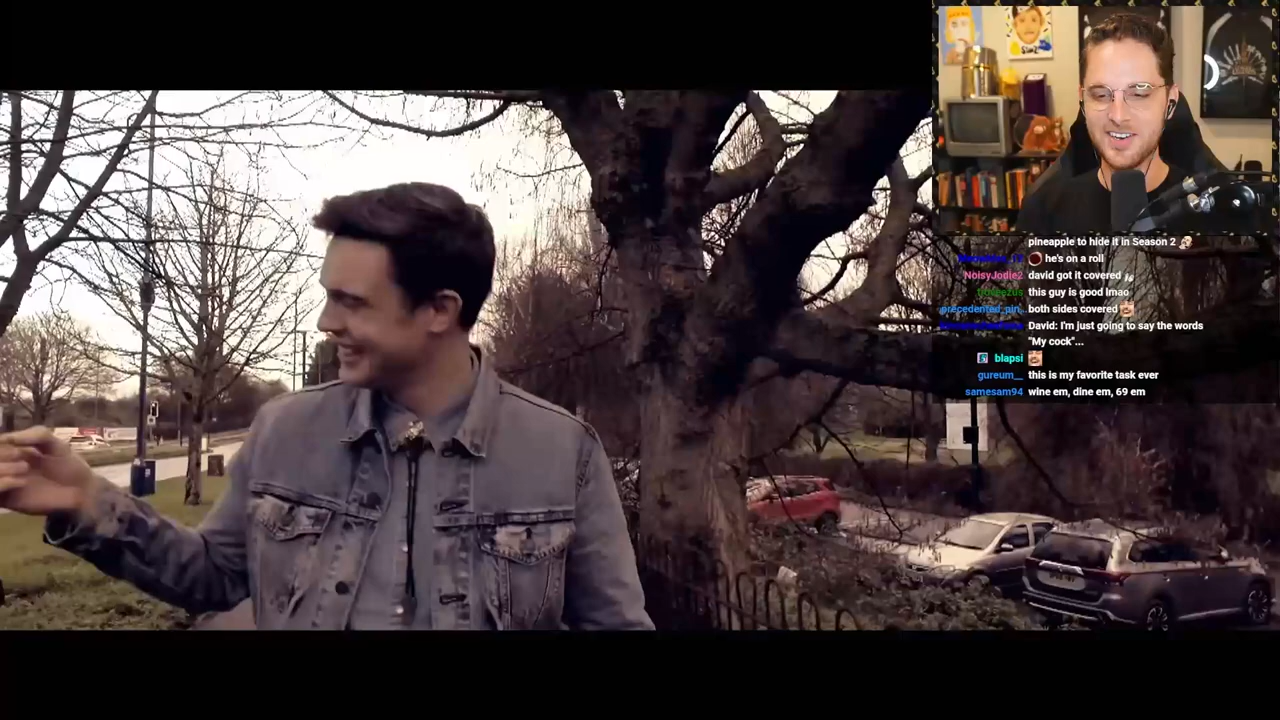 pineapple to hide it in Season 2
he's on a roll
NoisyJodie2 david got it covered
this guy is good lmao
both sides covered
David: I'm just going to say the words
"My cock"...
blapsi
gureum__ this is my favorite task ever
samesam94 wine em, dine em, 69 em